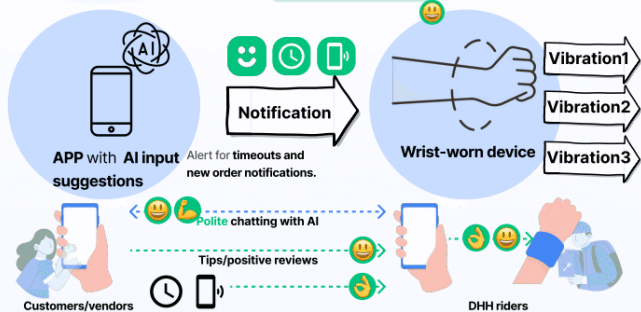 AI
Vibration1
Notification
Vibration2
APP with AI input
suggestions
Alert for timeouts and
new order notifications.
Wrist-worn device
Vibration3
Polite chatting with AI
Tips/positive reviews
Customers/vendors
DHH riders